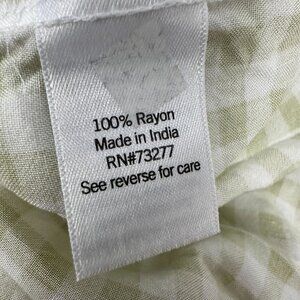 100% Rayon
Made in India
RN#73277
See reverse for care